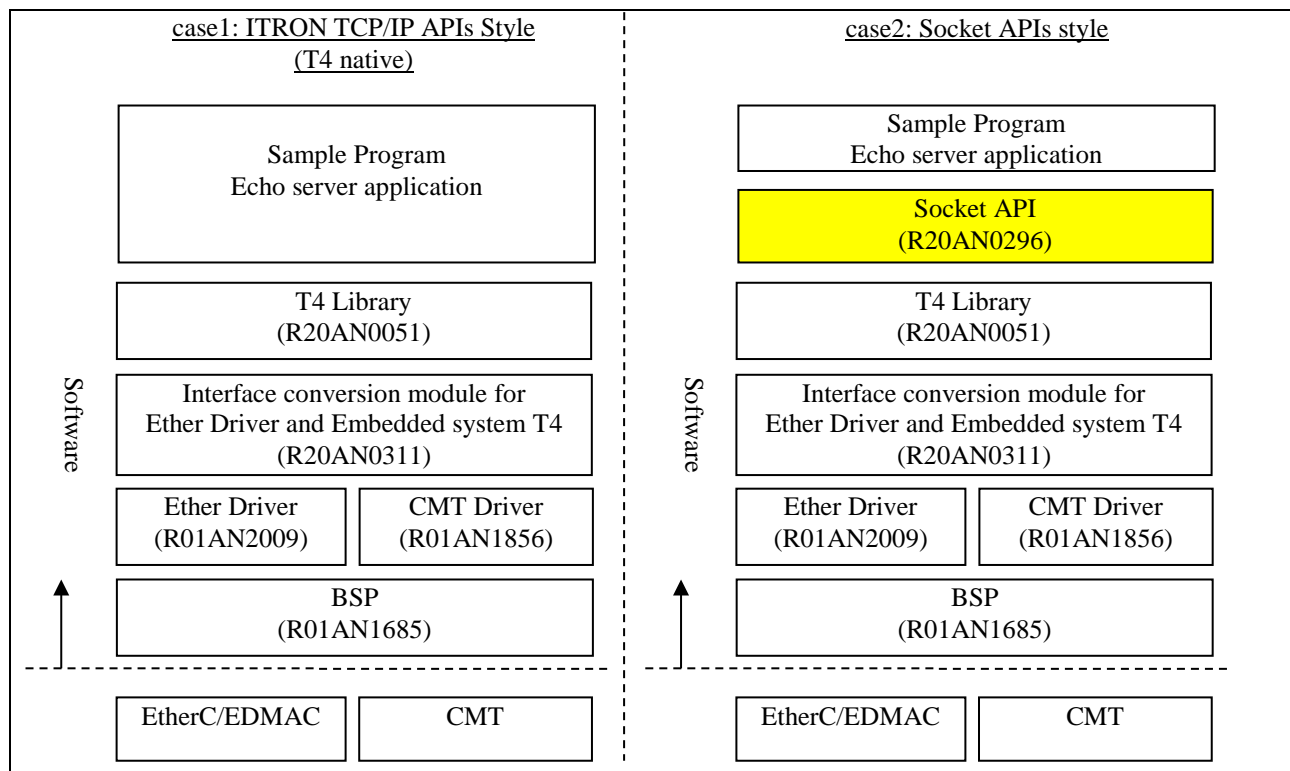 case1: ITRON TCP/IP APIs Style
(T4 native)
Sample Program
Echo server application
T4 Library
(R20AN0051)
Interface conversion module for
Ether Driver and Embedded system T4
(R20AN0311)
Ether Driver
(R01AN2009)
CMT Driver
(R01AN1856)
BSP
(R01AN1685)
Software
EtherC/EDMAC
CMT
case2: Socket APIs style
Sample Program
Echo server application
Socket API
(R20AN0296)
T4 Library
(R20AN0051)
Interface conversion module for
Ether Driver and Embedded system T4
(R20AN0311)
Ether Driver
(R01AN2009)
CMT Driver
(R01AN1856)
BSP
(R01AN1685)
Software
EtherC/EDMAC
CMT